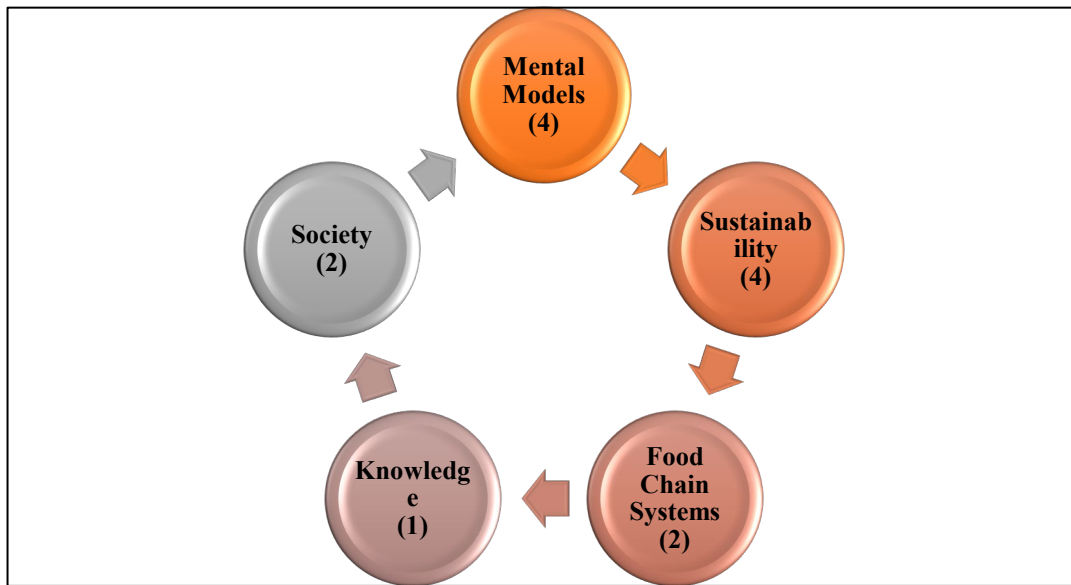 Mental
Models
(4)
Sustainab
ility
(4)
Food
Chain
Systems
(2)
Knowledg
e
(1)
Society
(2)